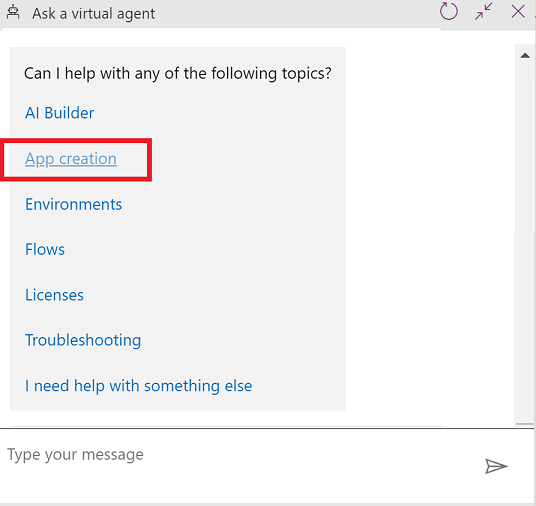 Ask a virtual agent
Can I help with any of the following topics?
AI Builder
App creation
Environments
Flows
Licenses
Troubleshooting
I need help with something else
Type your message